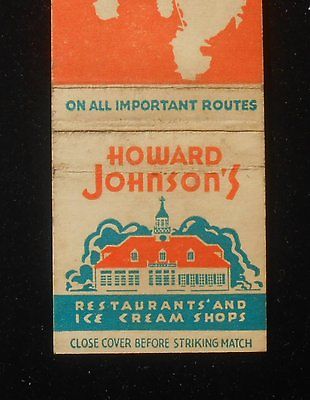 ON ALL IMPORTANT ROUTES
HOWARD
JOHNSON'S
RESTAURANTS AND
ICE CREAM SHOPS
CLOSE COVER BEFORE STRIKING MATCH